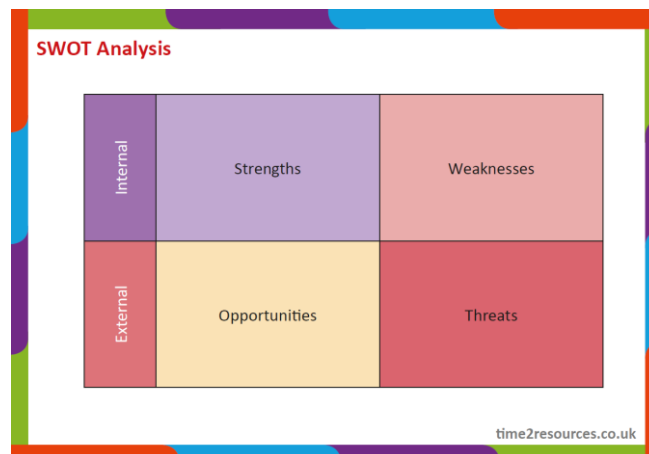 SWOT Analysis
Internal
Strengths
Weaknesses
External
Opportunities
Threats
time2resources.co.uk